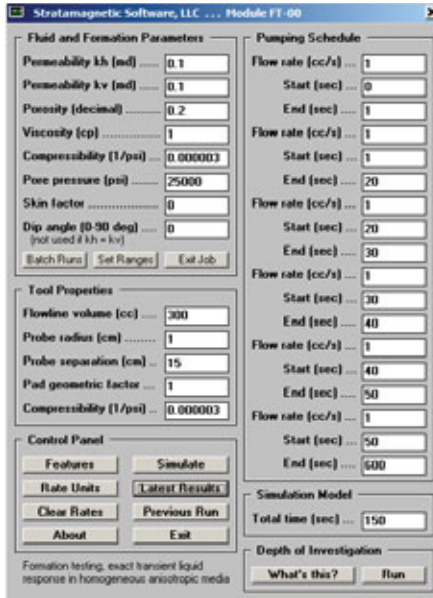 Stratamagnetic Software, LLC ... Module FT-00
Fluid and Formation Parameters
Permeability kh (md) ..... 0.1
Permeability kv (md) ..... 0.1
Porosity (decimal) .......... 0.2
Viscosity (cp) ................ 1
Compressibility (1/psi) ... 0.000003
Pore pressure (psi) ........ 25000
Skin factor ..................... 0
Dip angle (0-90 deg) ..... 0
(not used if kh = kv)
Batch Runs Set Ranges Exit Job
Tool Properties
Flowline volume (cc) ..... 300
Probe radius (cm) ........ 1
Probe separation (cm) .. 15
Pad geometric factor ... 1
Compressibility (1/psi) .. 0.000003
Control Panel
Features Simulate
Rate Units Latest Results
Clear Rates Previous Run
About Exit
Formation testing, exact transient liquid
response in homogeneous anisotropic media
Pumping Schedule
Flow rate (cc/s) ... 1
Start (sec) ... 0
End (sec) .... 1
Flow rate (cc/s) ... 1
Start (sec) ... 1
End (sec) .... 20
Flow rate (cc/s) ... 1
Start (sec) ... 20
End (sec) .... 30
Flow rate (cc/s) ... 1
Start (sec) ... 30
End (sec) .... 40
Flow rate (cc/s) ... 1
Start (sec) ... 40
End (sec) .... 50
Flow rate (cc/s) ... 1
Start (sec) ... 50
End (sec) .... 600
Simulation Model
Total time (sec) ... 150
Depth of Investigation
What's this? Run